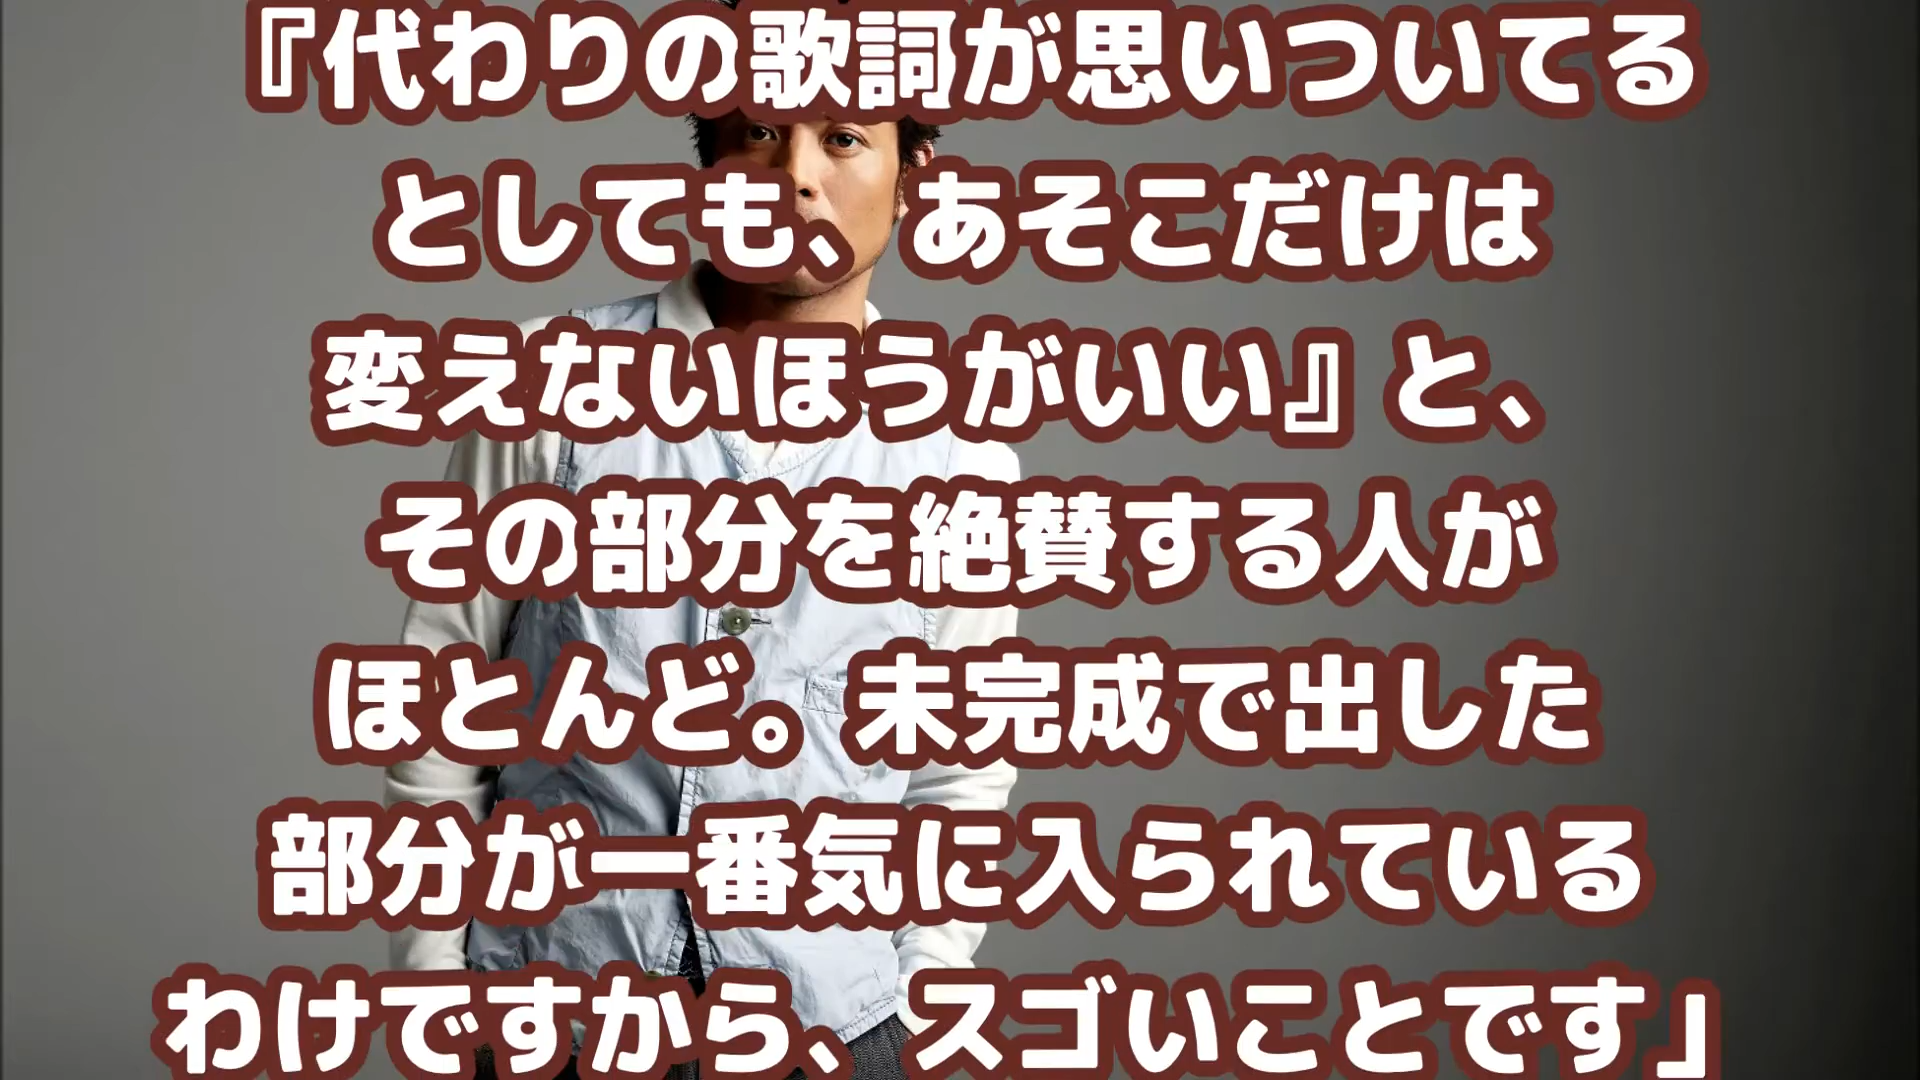 『代わりの歌詞が思いついてる
としても、あそこだけは
変えないほうがいい』と、
その部分を絶賛する人が
ほとんど。未完成で出した
部分が一番気に入られている
わけですから、スゴいことです」